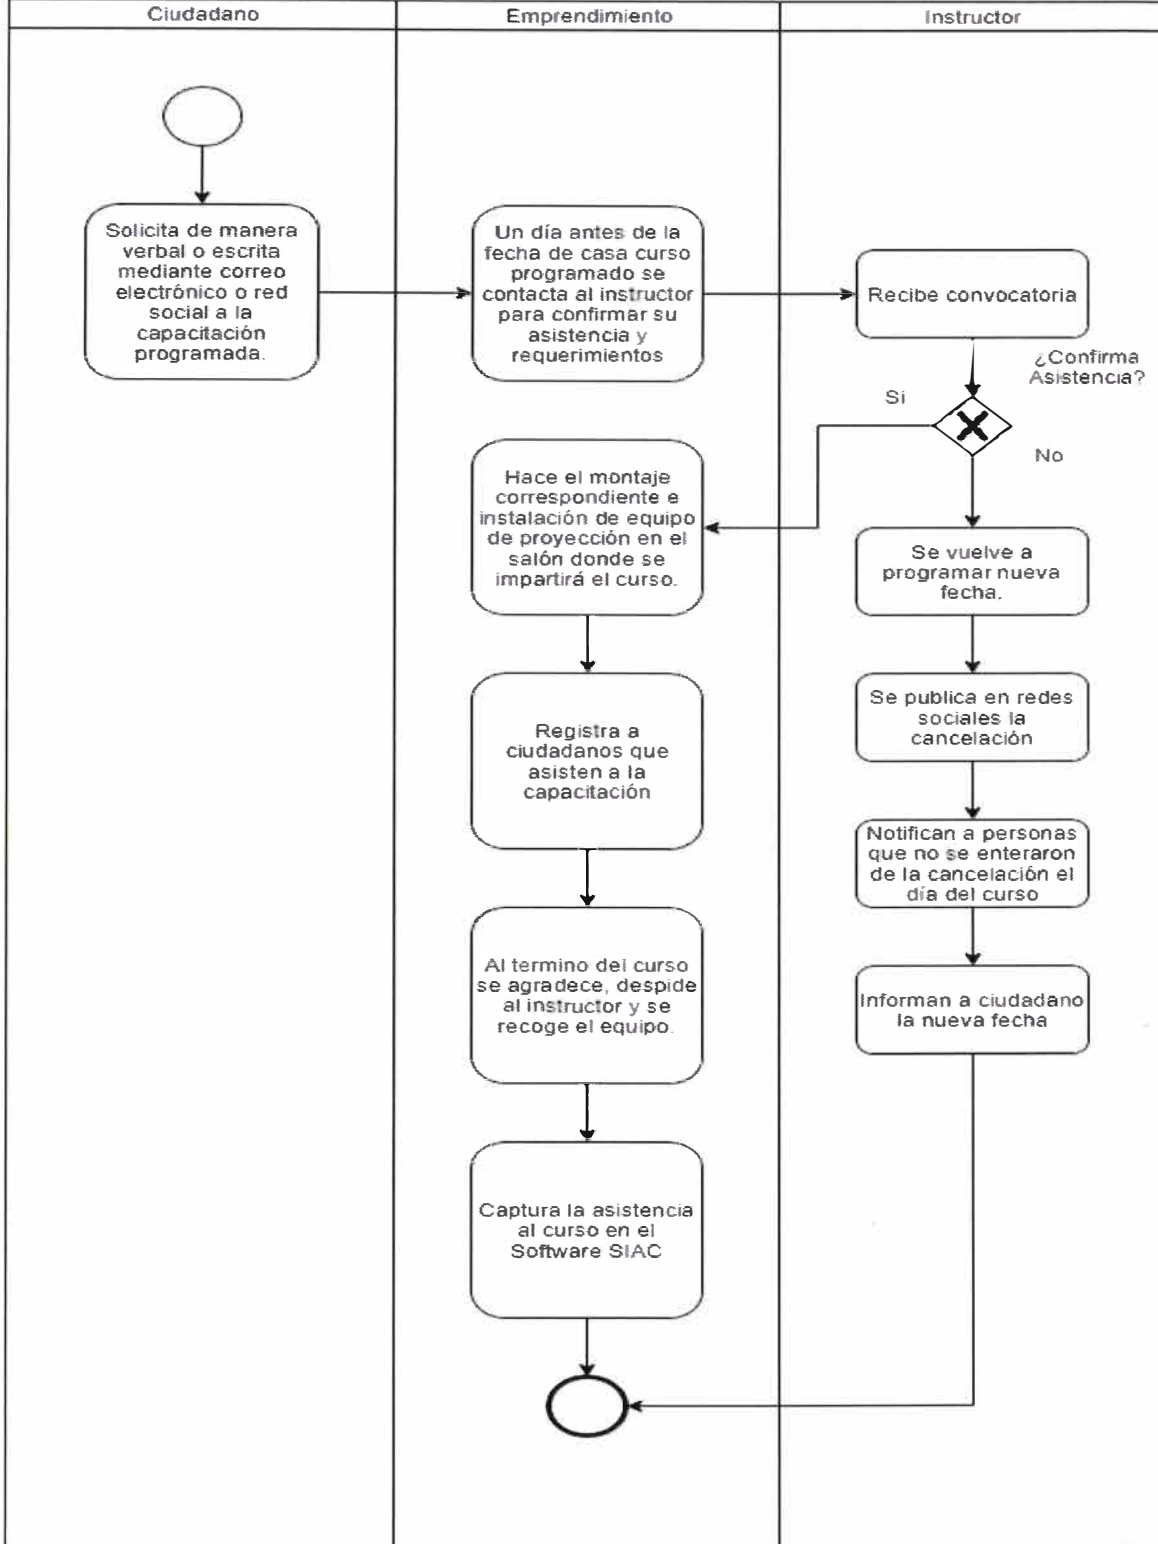 Ciudadano
Emprendimiento
Instructor
Solicita de manera
verbal o escrita
mediante correo
electrónico o red
social a la
capacitación
programada.
Un día antes de la
fecha de casa curso
programado se
contacta al instructor
para confirmar su
asistencia y
requerimientos
Recibe convocatoria
¿Confirma
Asistencia?
Si
No
Hace el montaje
correspondiente e
instalación de equipo
de proyección en el
salón donde se
impartirá el curso.
Se vuelve a
programar nueva
fecha.
Registra a
ciudadanos que
asisten a la
capacitación
Se publica en redes
sociales la
cancelación
Notifican a personas
que no se enteraron
de la cancelación el
día del curso
Al termino del curso
se agradece, despide
al instructor y se
recoge el equipo.
Informan a ciudadano
la nueva fecha
Captura la asistencia
al curso en el
Software SIAC